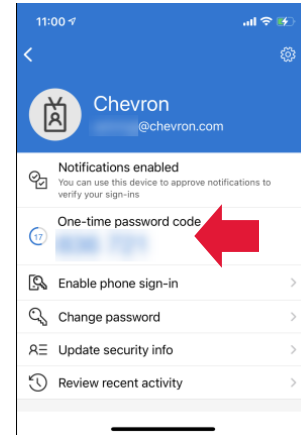 11:00
Chevron
@chevron.com
Notifications enabled
You can use this device to approve notifications to
verify your sign-ins
One-time password code
17
Enable phone sign-in
Change password
Update security info
Review recent activity